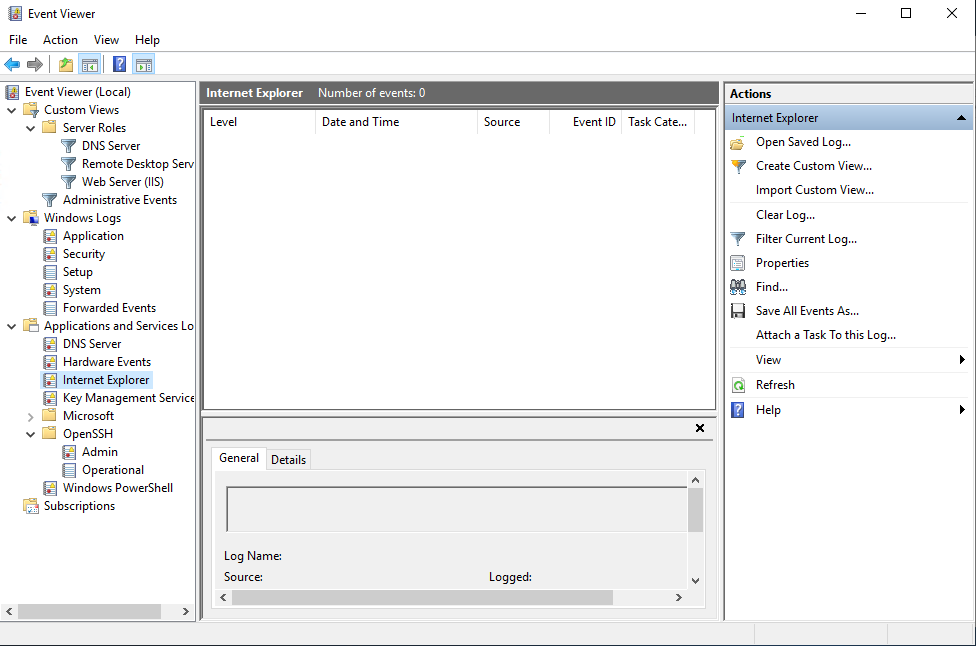 Event Viewer
File Action View Help
Event Viewer (Local)
Custom Views
Server Roles
DNS Server
Remote Desktop Serv
Web Server (IIS)
Administrative Events
Windows Logs
Application
Security
Setup
System
Forwarded Events
Applications and Services Lo
DNS Server
Hardware Events
Internet Explorer
Key Management Service
Microsoft
OpenSSH
Admin
Operational
Windows PowerShell
Subscriptions
Internet Explorer Number of events: 0
Level Date and Time Source Event ID Task Cate...
General Details
Log Name:
Source: Logged:
Actions
Internet Explorer
Open Saved Log...
Create Custom View...
Import Custom View...
Clear Log...
Filter Current Log...
Properties
Find...
Save All Events As...
Attach a Task To this Log...
View
Refresh
Help